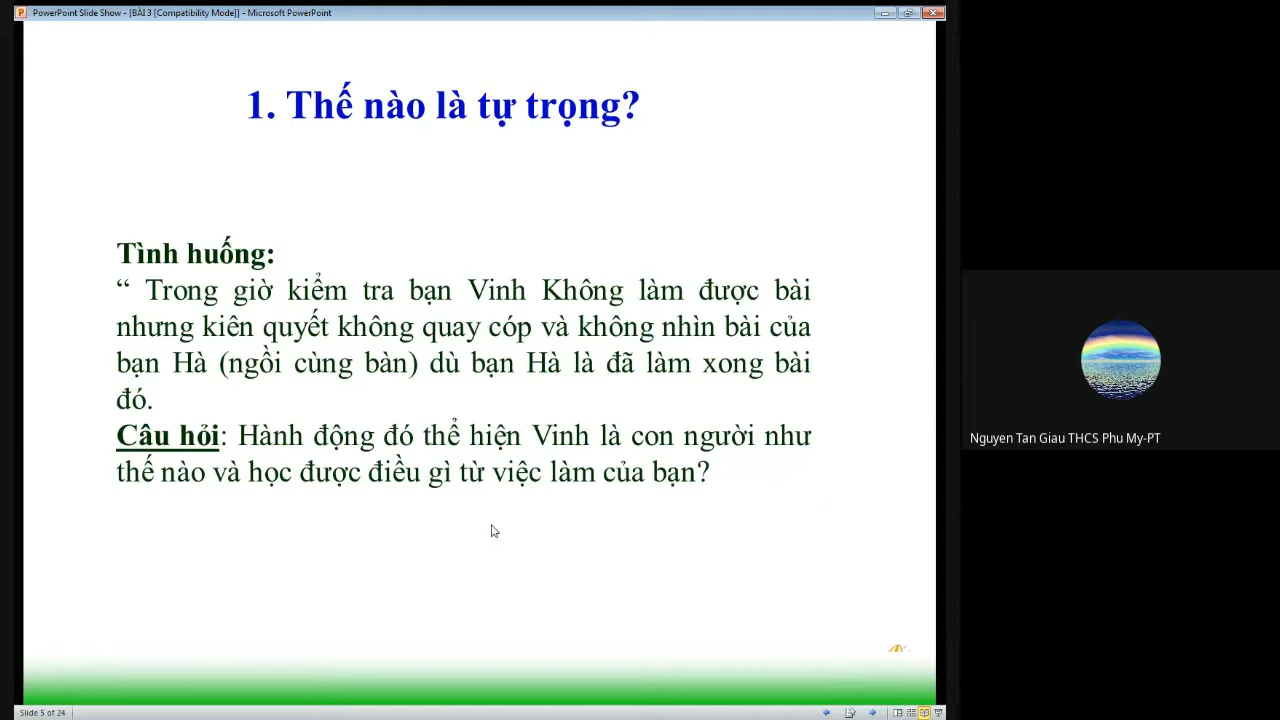 PowerPoint Slide Show - [BÀI 3 [Compatibility Mode]] - Microsoft PowerPoint
1. Thế nào là tự trọng?
Tình huống:
“ Trong giờ kiểm tra bạn Vinh Không làm được bài
nhưng kiên quyết không quay cóp và không nhìn bài của
bạn Hà (ngồi cùng bàn) dù bạn Hà là đã làm xong bài
đó.
Câu hỏi: Hành động đó thể hiện Vinh là con người như
thế nào và học được điều gì từ việc làm của bạn?
Nguyen Tan Giau THCS Phu My-PT
Slide 5 of 24